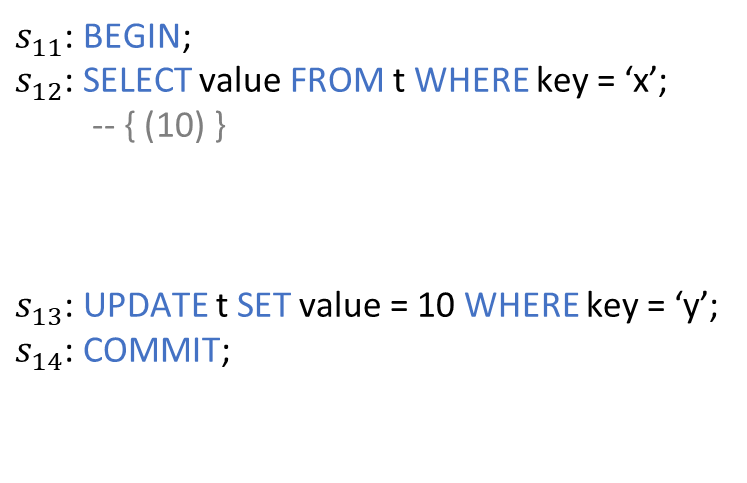 s₁₁: BEGIN;
s₁₂: SELECT value FROM t WHERE key = ‘x’;
-- { (10) }
s₁₃: UPDATE t SET value = 10 WHERE key = ‘y’;
s₁₄: COMMIT;